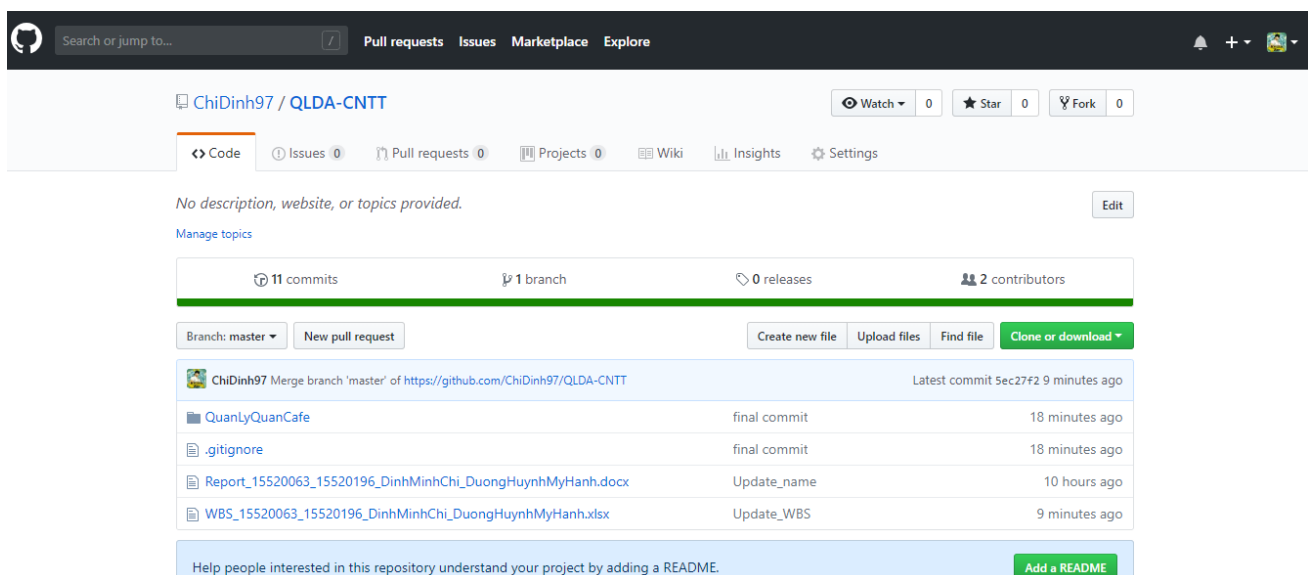 Search or jump to... / Pull requests Issues Marketplace Explore
ChiDinh97 / QLDA-CNTT Watch 0 Star 0 Fork 0
Code Issues 0 Pull requests 0 Projects 0 Wiki Insights Settings
No description, website, or topics provided. Edit
Manage topics
11 commits 1 branch 0 releases 2 contributors
Branch: master New pull request Create new file Upload files Find file Clone or download
ChiDinh97 Merge branch 'master' of https://github.com/ChiDinh97/QLDA-CNTT Latest commit 5ec27f2 9 minutes ago
QuanLyQuanCafe final commit 18 minutes ago
.gitignore final commit 18 minutes ago
Report_15520063_15520196_DinhMinhChi_DuongHuynhMyHanh.docx Update_name 10 hours ago
WBS_15520063_15520196_DinhMinhChi_DuongHuynhMyHanh.xlsx Update_WBS 9 minutes ago
Help people interested in this repository understand your project by adding a README. Add a README